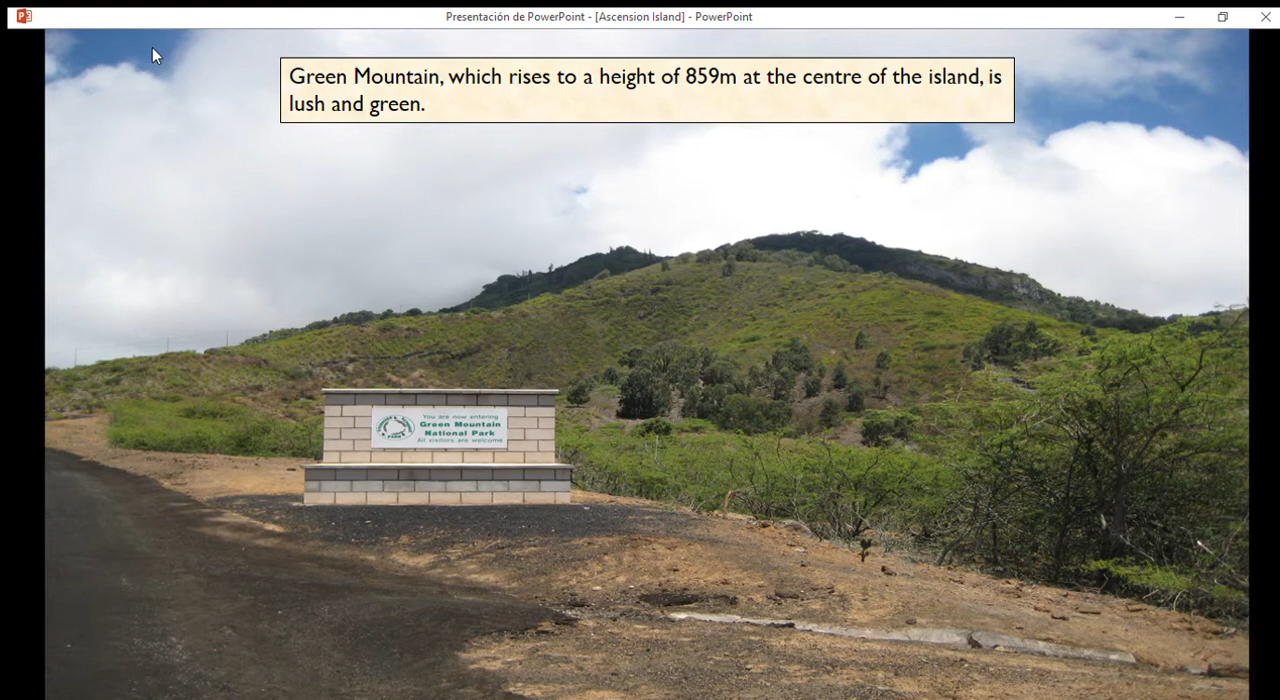 Presentación de PowerPoint - [Ascension Island] - PowerPoint
Green Mountain, which rises to a height of 859m at the centre of the island, is
lush and green.
You are now entering
Green Mountain
National Park
All visitors are welcome